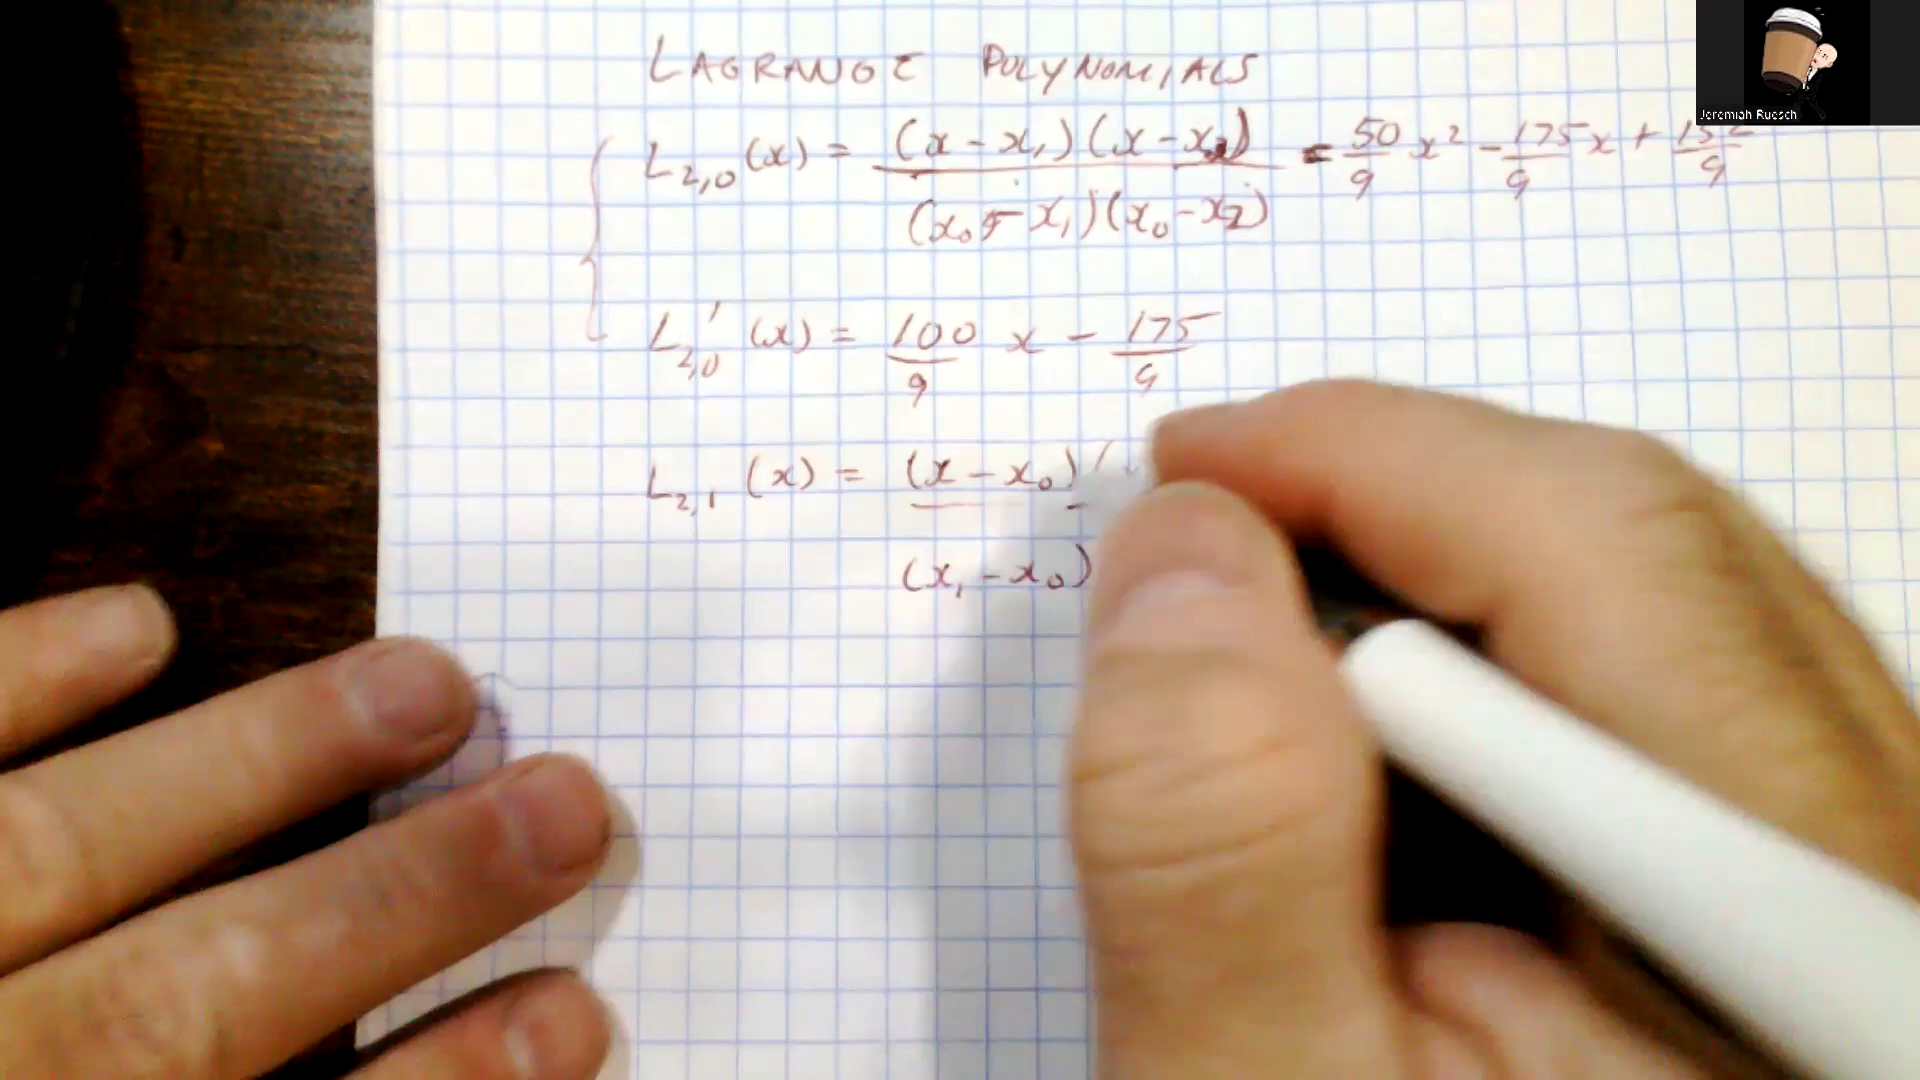 Jeremiah Ruesch
LAGRANGE POLYNOMIALS
L₂,₀(x) = (x - x₁)(x - x₂) / (x₀ - x₁)(x₀ - x₂) = 50/9 x² - 175/9 x + 152/9
L'₂,₀(x) = 100/9 x - 175/9
L₂,₁(x) = (x - x₀)( / (x₁ - x₀)